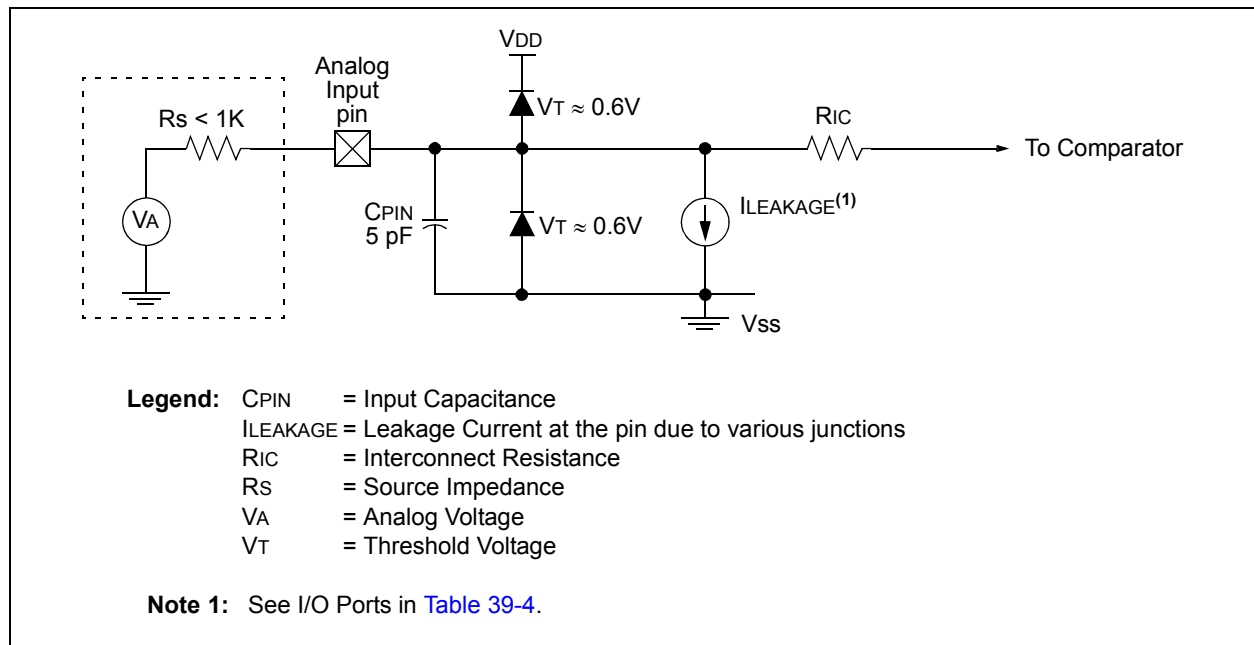 VDD
Analog
Input
pin
VT ≈ 0.6V
Rs < 1K
RIC
To Comparator
VA
CPIN
5 pF
VT ≈ 0.6V
ILEAKAGE(1)
Vss
Legend: CPIN = Input Capacitance
ILEAKAGE = Leakage Current at the pin due to various junctions
RIC = Interconnect Resistance
RS = Source Impedance
VA = Analog Voltage
VT = Threshold Voltage
Note 1: See I/O Ports in Table 39-4.